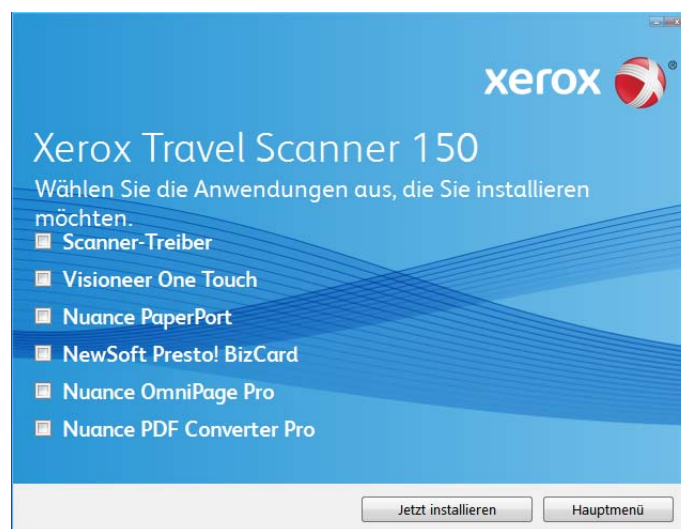 xerox ®
Xerox Travel Scanner 150
Wählen Sie die Anwendungen aus, die Sie installieren
möchten.
Scanner-Treiber
Visioneer One Touch
Nuance PaperPort
NewSoft Presto! BizCard
Nuance OmniPage Pro
Nuance PDF Converter Pro
Jetzt installieren Hauptmenü